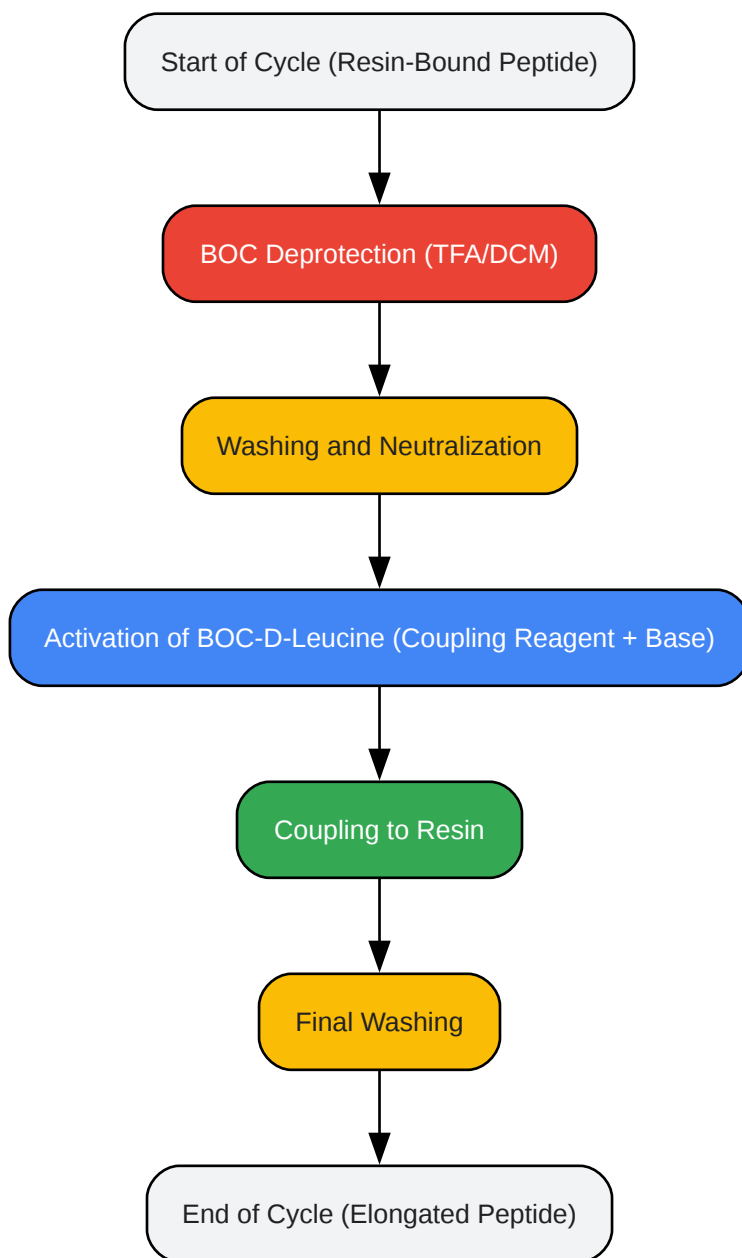 Start of Cycle (Resin-Bound Peptide)
BOC Deprotection (TFA/DCM)
Washing and Neutralization
Activation of BOC-D-Leucine (Coupling Reagent + Base)
Coupling to Resin
Final Washing
End of Cycle (Elongated Peptide)